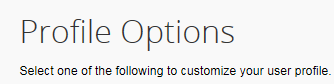 Profile Options
Select one of the following to customize your user profile.